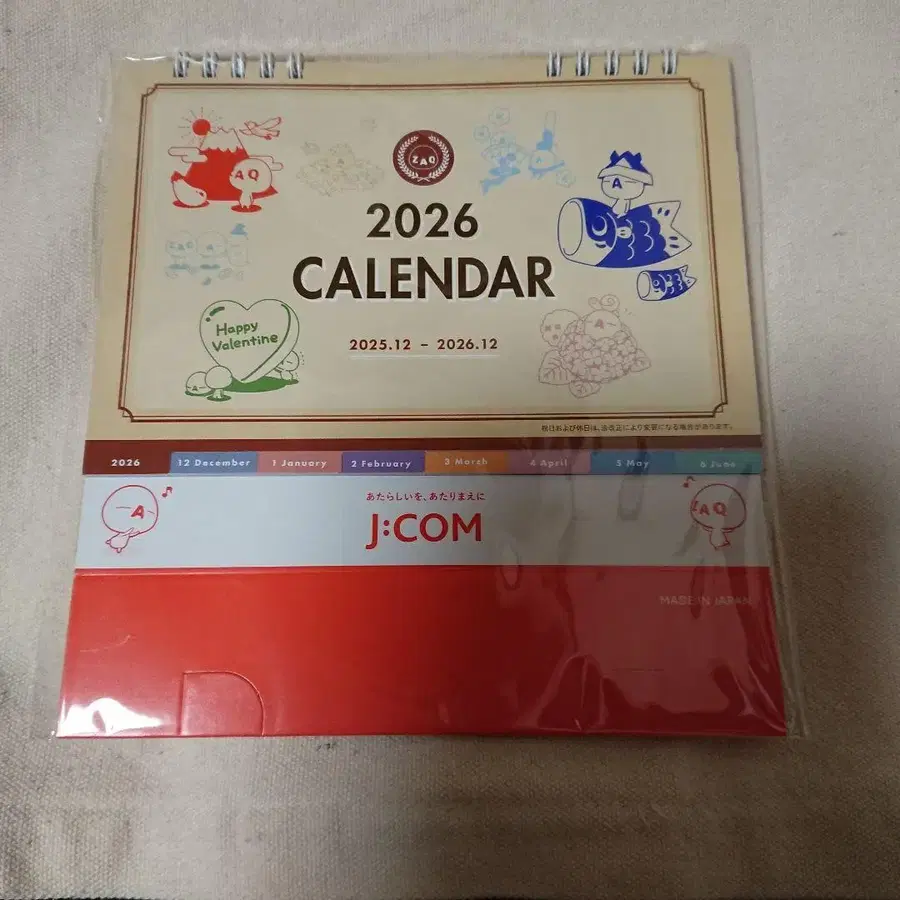 ZAQ
2026
CALENDAR
2025.12 – 2026.12
AQ
A
ZAQ
Happy
Valentine
A
A
祝日および休日は、法改正により変更になる場合があります。
2026 12 December 1 January 2 February 3 March 4 April 5 May 6 June
A
あたらしいを、あたりまえに
J:COM
ZAQ
MADE IN JAPAN